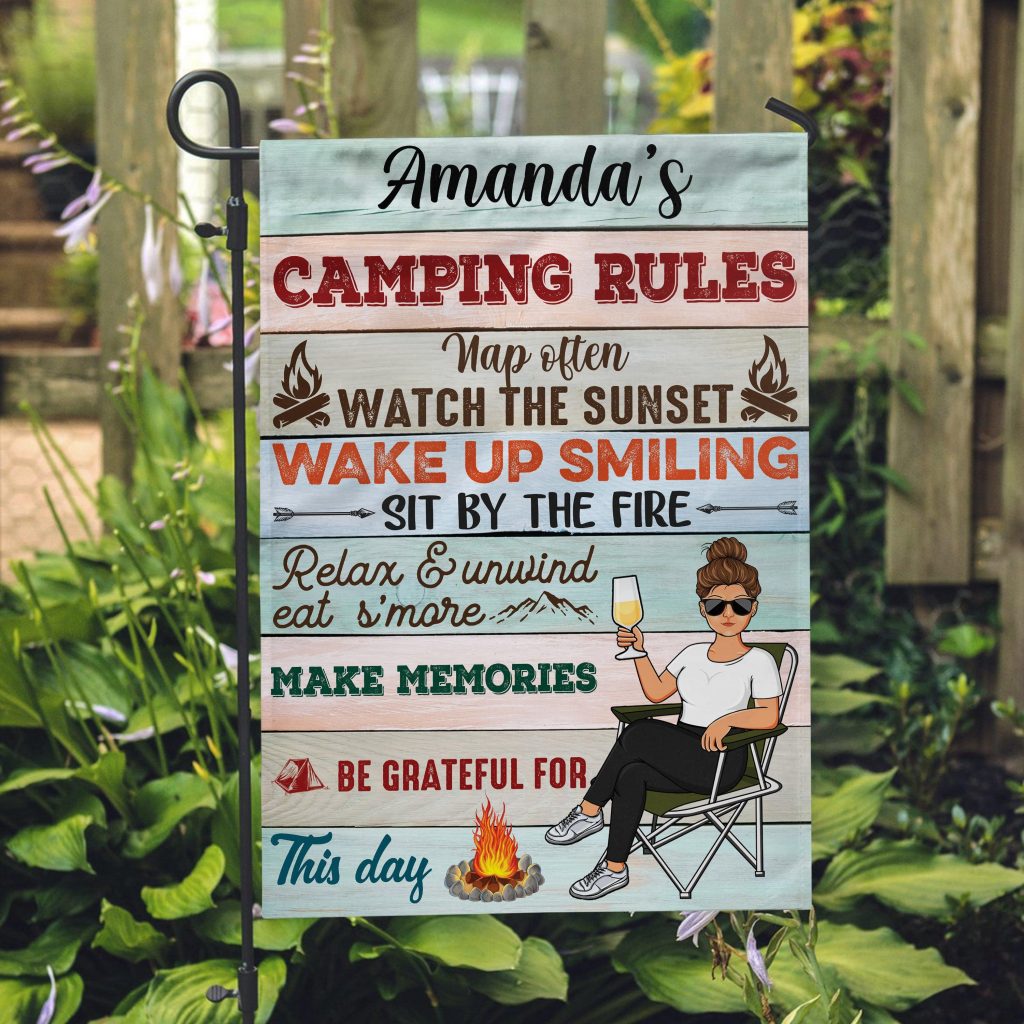 Amanda's
CAMPING RULES
Nap often
WATCH THE SUNSET
WAKE UP SMILING
SIT BY THE FIRE
Relax & unwind
eat s'more
MAKE MEMORIES
BE GRATEFUL FOR
This day